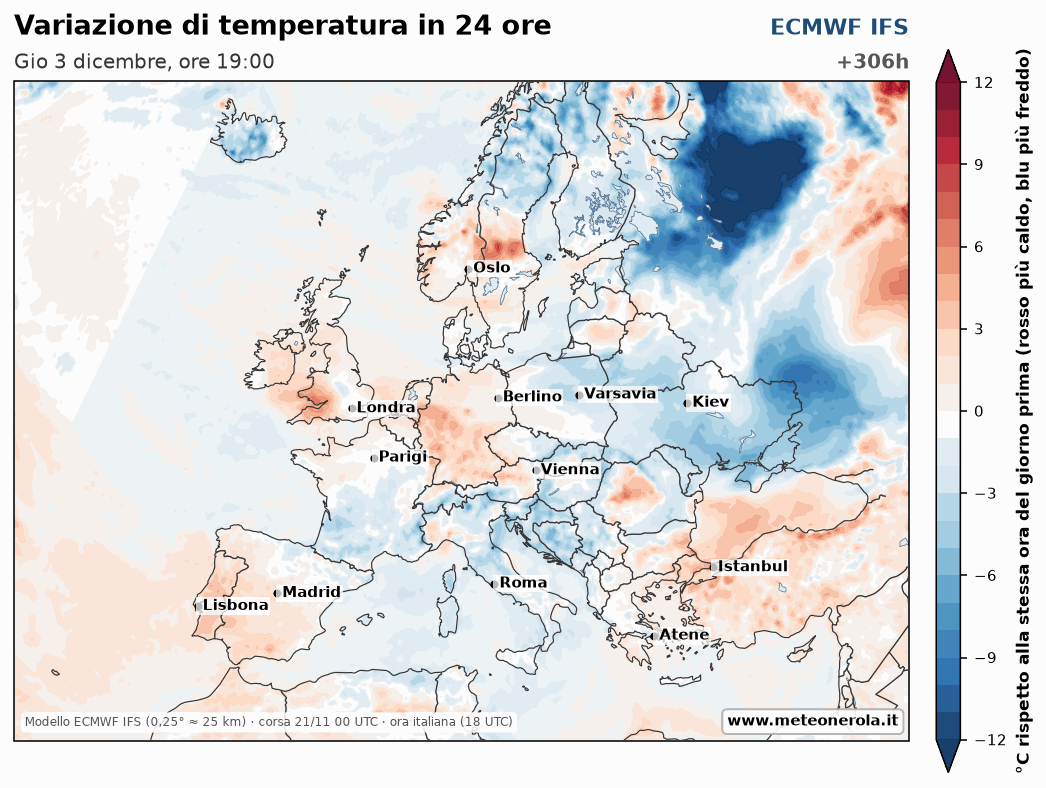 Variazione di temperatura in 24 ore
ECMWF IFS
Gio 3 dicembre, ore 19:00
+306h
Oslo
Londra
Berlino
Varsavia
Kiev
Parigi
Vienna
Istanbul
Roma
Madrid
Lisbona
Atene
Modello ECMWF IFS (0,25° ≈ 25 km) · corsa 21/11 00 UTC · ora italiana (18 UTC)
www.meteonerola.it
12
9
6
3
0
−3
−6
−9
−12
°C rispetto alla stessa ora del giorno prima (rosso più caldo, blu più freddo)